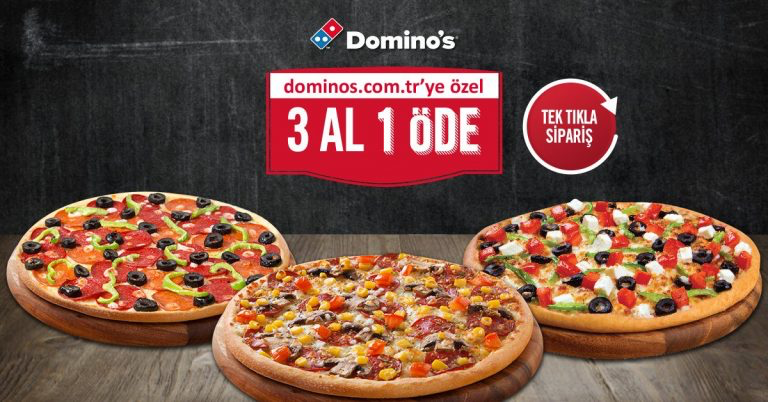 Domino's
dominos.com.tr'ye özel
3 AL 1 ÖDE
TEK TIKLA
SİPARİŞ